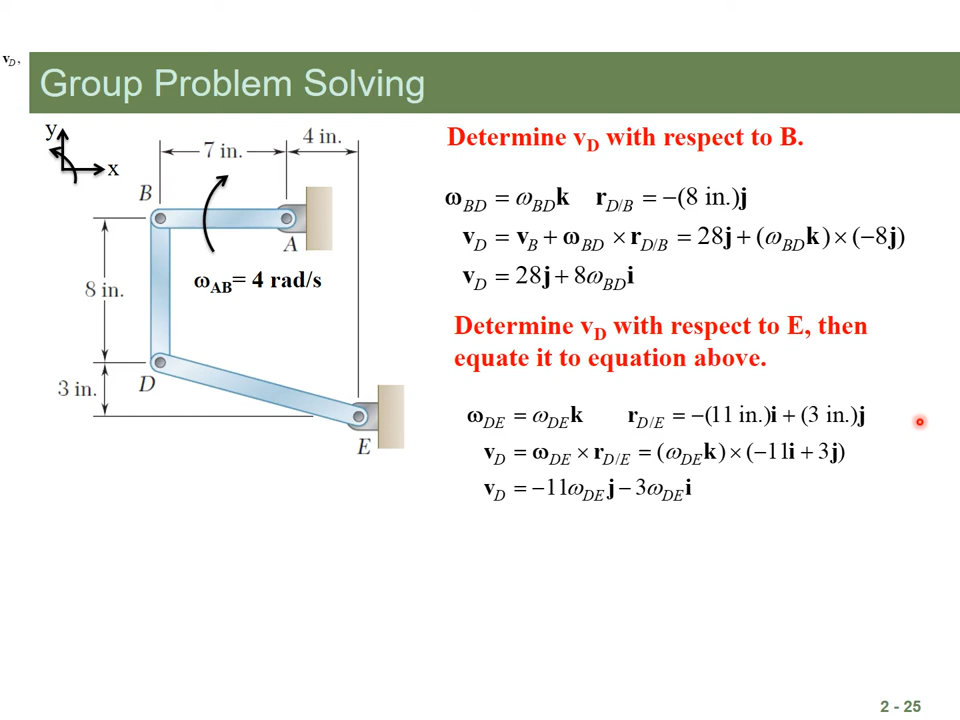 v_D,
Group Problem Solving
y
x
7 in.
4 in.
B
A
ω_AB = 4 rad/s
8 in.
3 in.
D
E
Determine v_D with respect to B.
ω_BD = ω_BD k r_D/B = −(8 in.)j
v_D = v_B + ω_BD × r_D/B = 28j + (ω_BD k) × (−8j)
v_D = 28j + 8ω_BD i
Determine v_D with respect to E, then
equate it to equation above.
ω_DE = ω_DE k r_D/E = −(11 in.)i + (3 in.)j
v_D = ω_DE × r_D/E = (ω_DE k) × (−11i + 3j)
v_D = −11ω_DE j − 3ω_DE i
2 - 25